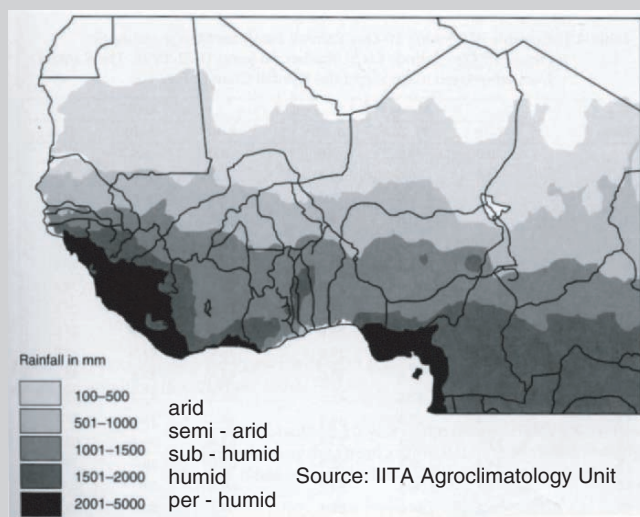 Rainfall in mm
100–500
501–1000
1001–1500
1501–2000
2001–5000
arid
semi - arid
sub - humid
humid
per - humid
Source: IITA Agroclimatology Unit